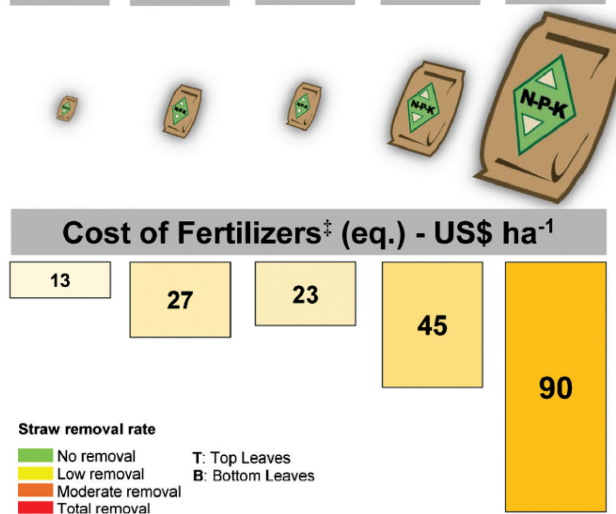 N-P-K
N-P-K
N-P-K
N-P-K
Cost of Fertilizers‡ (eq.) - US$ ha-1
13
27
23
45
90
Straw removal rate
No removal
Low removal
Moderate removal
Total removal
T: Top Leaves
B: Bottom Leaves